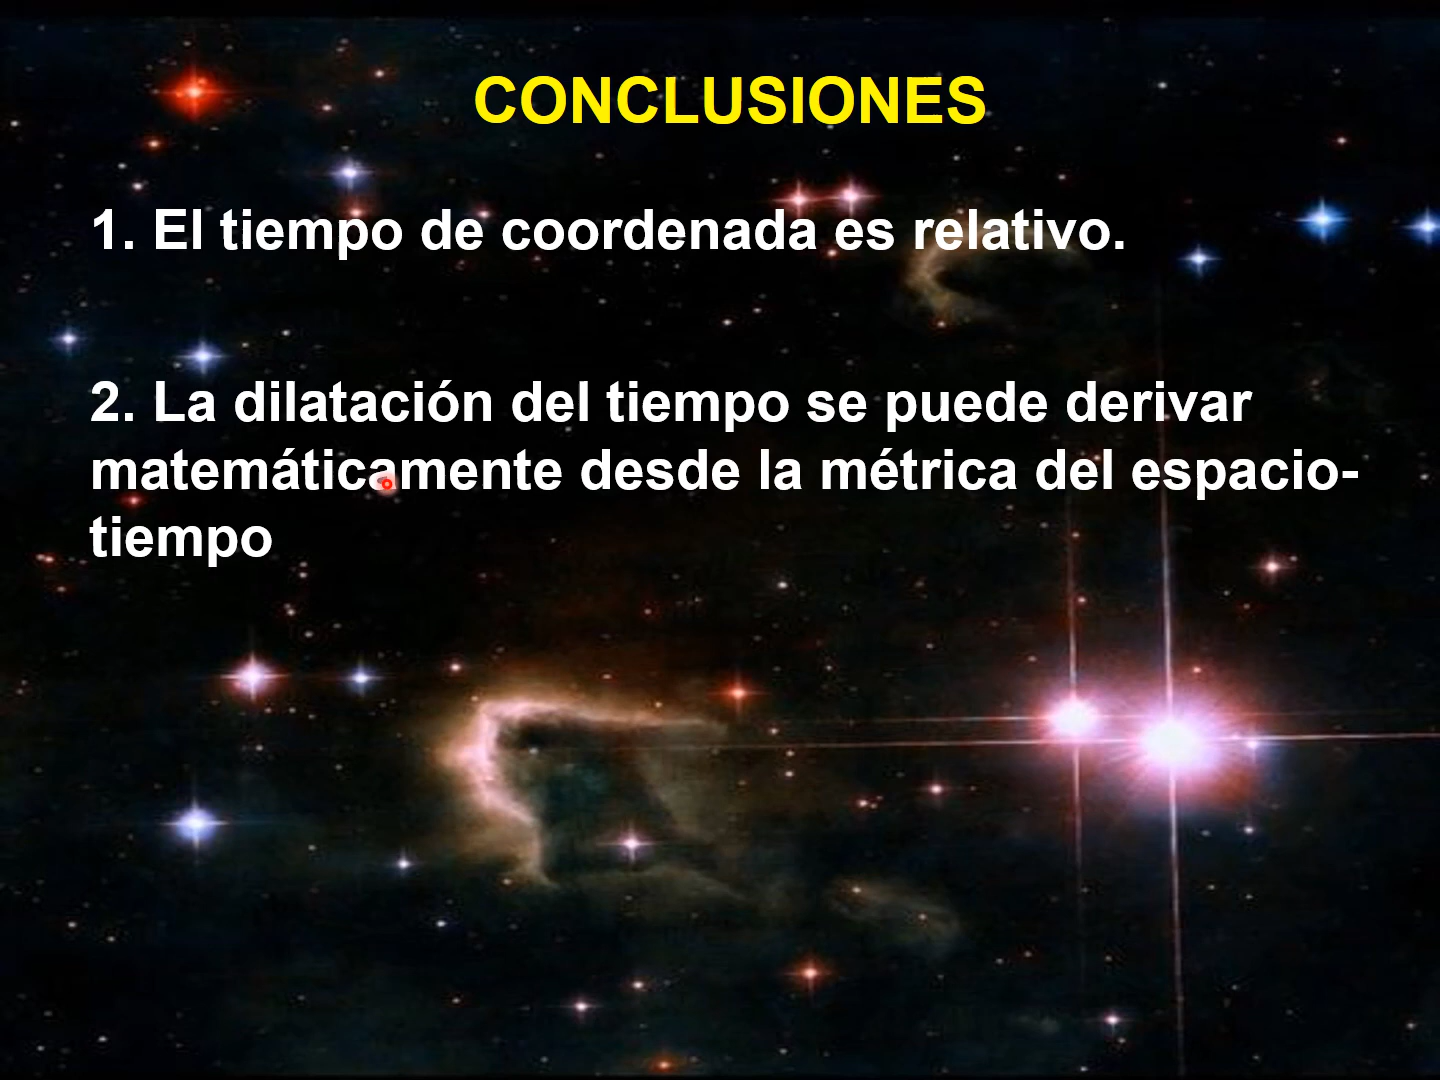 CONCLUSIONES
1. El tiempo de coordenada es relativo.
2. La dilatación del tiempo se puede derivar
matemáticamente desde la métrica del espacio-
tiempo